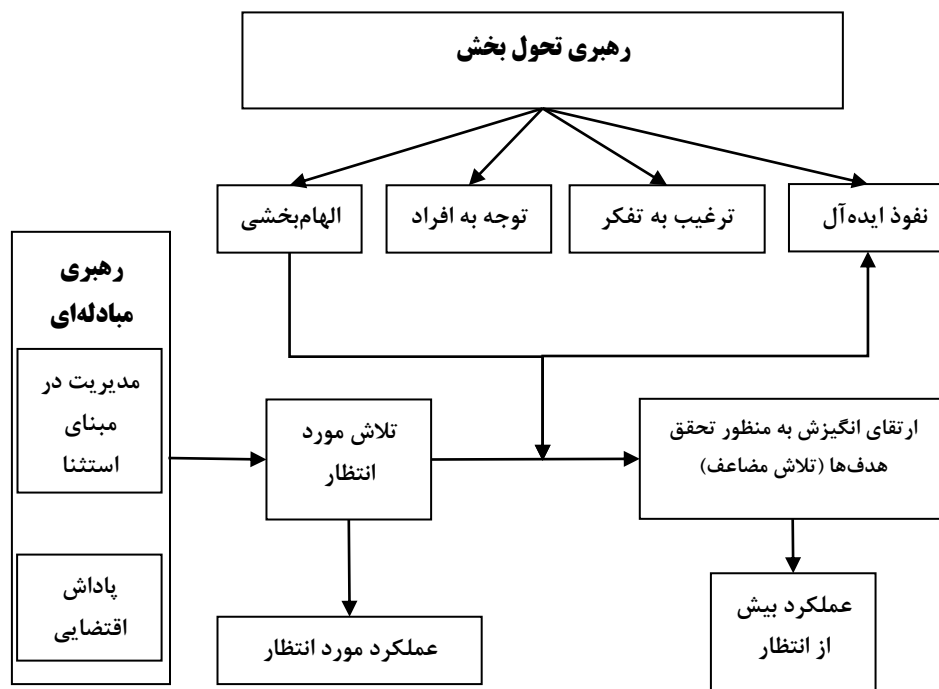 رهبری تحول بخش
نفوذ ایده‌آل
ترغیب به تفکر
توجه به افراد
الهام‌بخشی
رهبری
مبادله‌ای
مدیریت در
مبنای
استثنا
پاداش
اقتضایی
تلاش مورد
انتظار
ارتقای انگیزش به منظور تحقق
هدف‌ها (تلاش مضاعف)
عملکرد مورد انتظار
عملکرد بیش
از انتظار